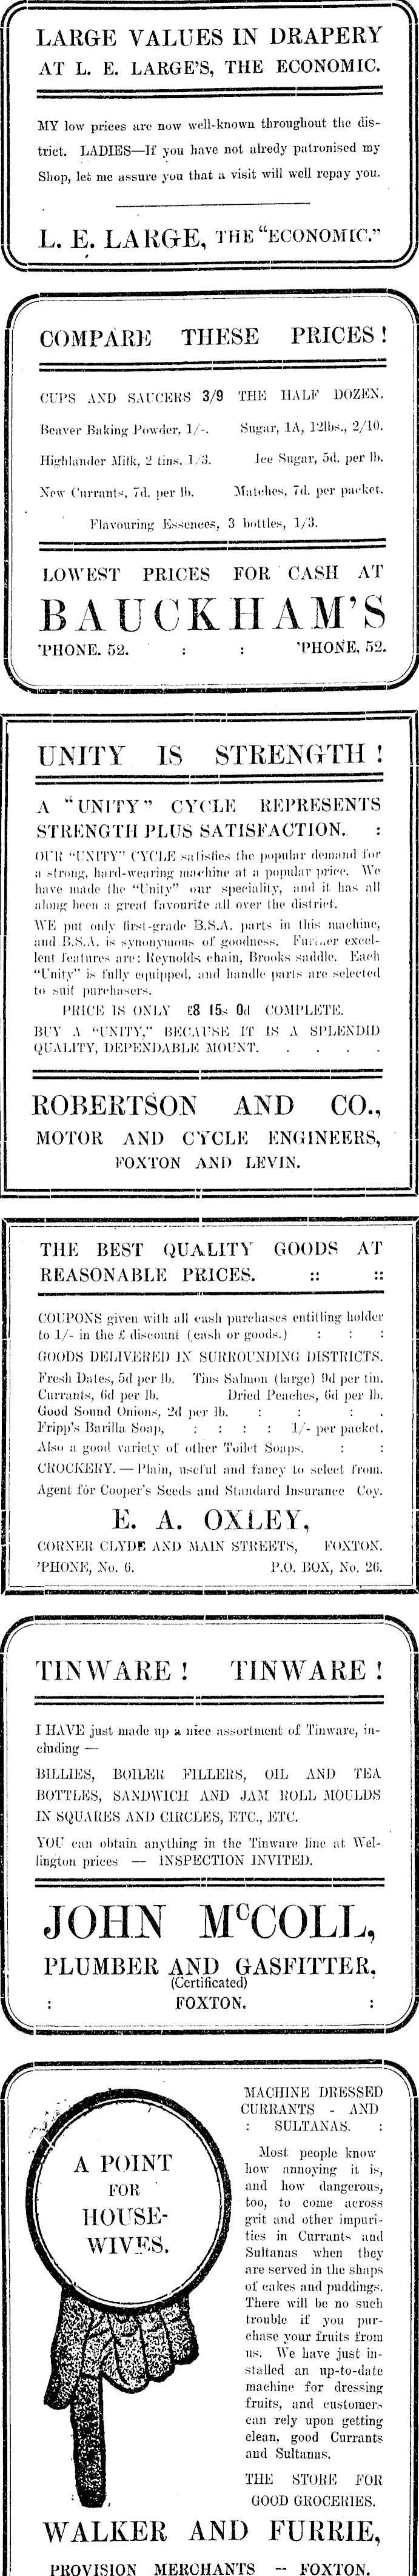 LARGE VALUES IN DRAPERY
AT L. E. LARGE'S, THE ECONOMIC.
MY low prices are now well-known throughout the dis-
trict. LADIES—If you have not alredy patronised my
Shop, let me assure you that a visit will well repay you.
L. E. LARGE, THE "ECONOMIC."
COMPARE THESE PRICES!
CUPS AND SAUCERS 3/9 THE HALF DOZEN.
Beaver Baking Powder, 1/-. Sugar, 1A, 12lbs., 2/10.
Highlander Milk, 2 tins, 1/3. Ice Sugar, 5d. per lb.
New Currants, 7d. per lb. Matches, 7d. per packet.
Flavouring Essences, 3 bottles, 1/3.
LOWEST PRICES FOR CASH AT
BAUCKHAM'S
'PHONE. 52. : : 'PHONE, 52.
UNITY IS STRENGTH!
A "UNITY" CYCLE REPRESENTS
STRENGTH PLUS SATISFACTION. :
OUR "UNITY" CYCLE satisfies the popular demand for
a strong, hard-wearing machine at a popular price. We
have made the "Unity" our speciality, and it has all
along been a great favourite all over the district.
WE put only first-grade B.S.A. parts in this machine,
and B.S.A. is synonymous of goodness. Further excel-
lent features are: Reynolds chain, Brooks saddle. Each
"Unity" is fully equipped, and handle parts are selected
to suit purchasers.
PRICE IS ONLY £8 15s 0d COMPLETE.
BUY A "UNITY," BECAUSE IT IS A SPLENDID
QUALITY, DEPENDABLE MOUNT. . . . .
ROBERTSON AND CO.,
MOTOR AND CYCLE ENGINEERS,
FOXTON AND LEVIN.
THE BEST QUALITY GOODS AT
REASONABLE PRICES. :: ::
COUPONS given with all cash purchases entitling holder
to 1/- in the £ discount (cash or goods.) : : :
GOODS DELIVERED IN SURROUNDING DISTRICTS.
Fresh Dates, 5d per lb. Tins Salmon (large) 9d per tin.
Currants, 6d per lb. Dried Peaches, 6d per lb.
Good Sound Onions, 2d per lb. : : : .
Fripp's Barilla Soap, : : : : 1/- per packet.
Also a good variety of other Toilet Soaps. : :
CROCKERY.—Plain, useful and fancy to select from.
Agent for Cooper's Seeds and Standard Insurance Coy.
E. A. OXLEY,
CORNER CLYDE AND MAIN STREETS, FOXTON.
'PHONE, No. 6. P.O. BOX, No. 26.
TINWARE! TINWARE!
I HAVE just made up a nice assortment of Tinware, in-
cluding —
BILLIES, BOILER FILLERS, OIL AND TEA
BOTTLES, SANDWICH AND JAM ROLL MOULDS
IN SQUARES AND CIRCLES, ETC., ETC.
YOU can obtain anything in the Tinware line at Wel-
lington prices — INSPECTION INVITED.
JOHN McCOLL,
PLUMBER AND GASFITTER,
(Certificated)
: FOXTON. :
A POINT
FOR
HOUSE-
WIVES.
MACHINE DRESSED
CURRANTS - AND
: SULTANAS. :
Most people know
how annoying it is,
and how dangerous,
too, to come across
grit and other impuri-
ties in Currants and
Sultanas when they
are served in the shaps
of cakes and puddings.
There will be no such
trouble if you pur-
chase your fruits from
us. We have just in-
stalled an up-to-date
machine for dressing
fruits, and customers
can rely upon getting
clean, good Currants
and Sultanas.
THE STORE FOR
GOOD GROCERIES.
WALKER AND FURRIE,
PROVISION MERCHANTS -- FOXTON.